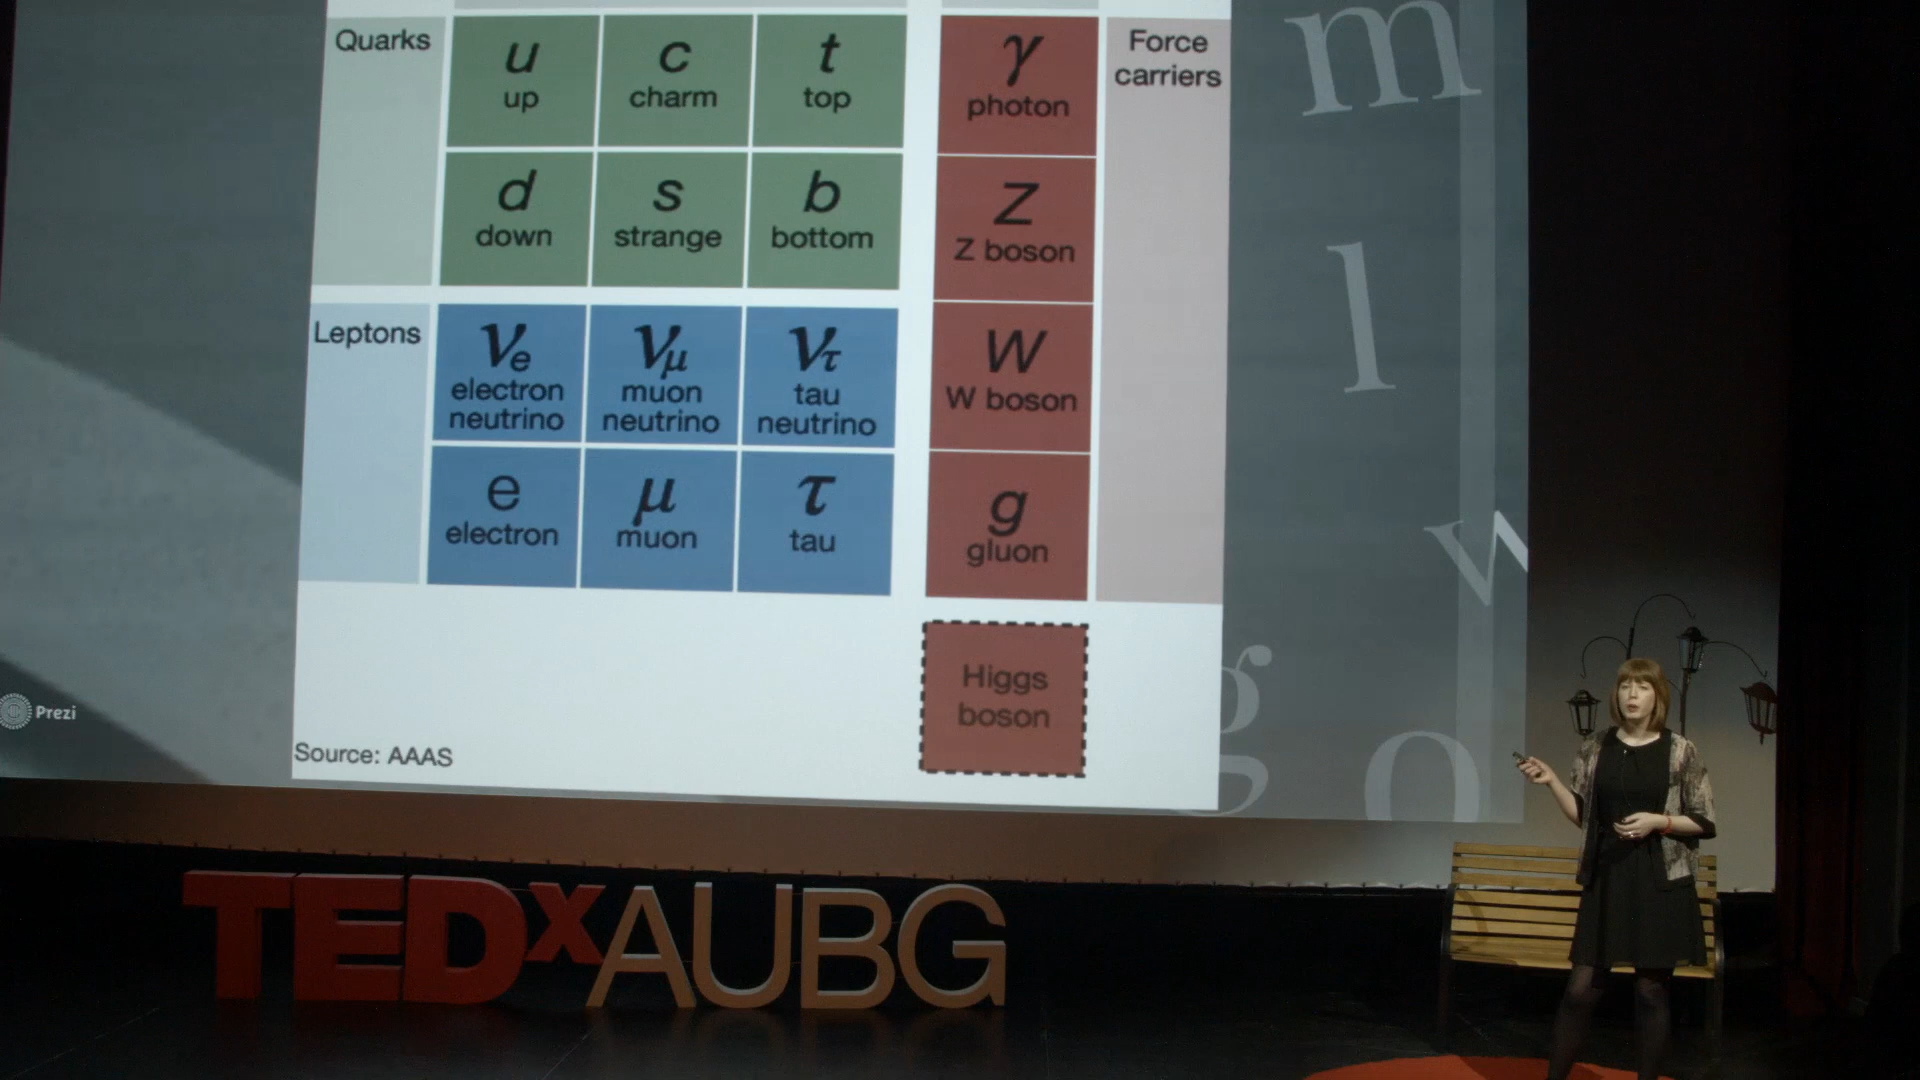 Quarks
u
up
c
charm
t
top
γ
photon
Force
carriers
d
down
s
strange
b
bottom
Z
Z boson
Leptons
νe
electron
neutrino
νμ
muon
neutrino
ντ
tau
neutrino
W
W boson
e
electron
μ
muon
τ
tau
g
gluon
Higgs
boson
Source: AAAS
Prezi
m
l
w
g
o
TEDxAUBG